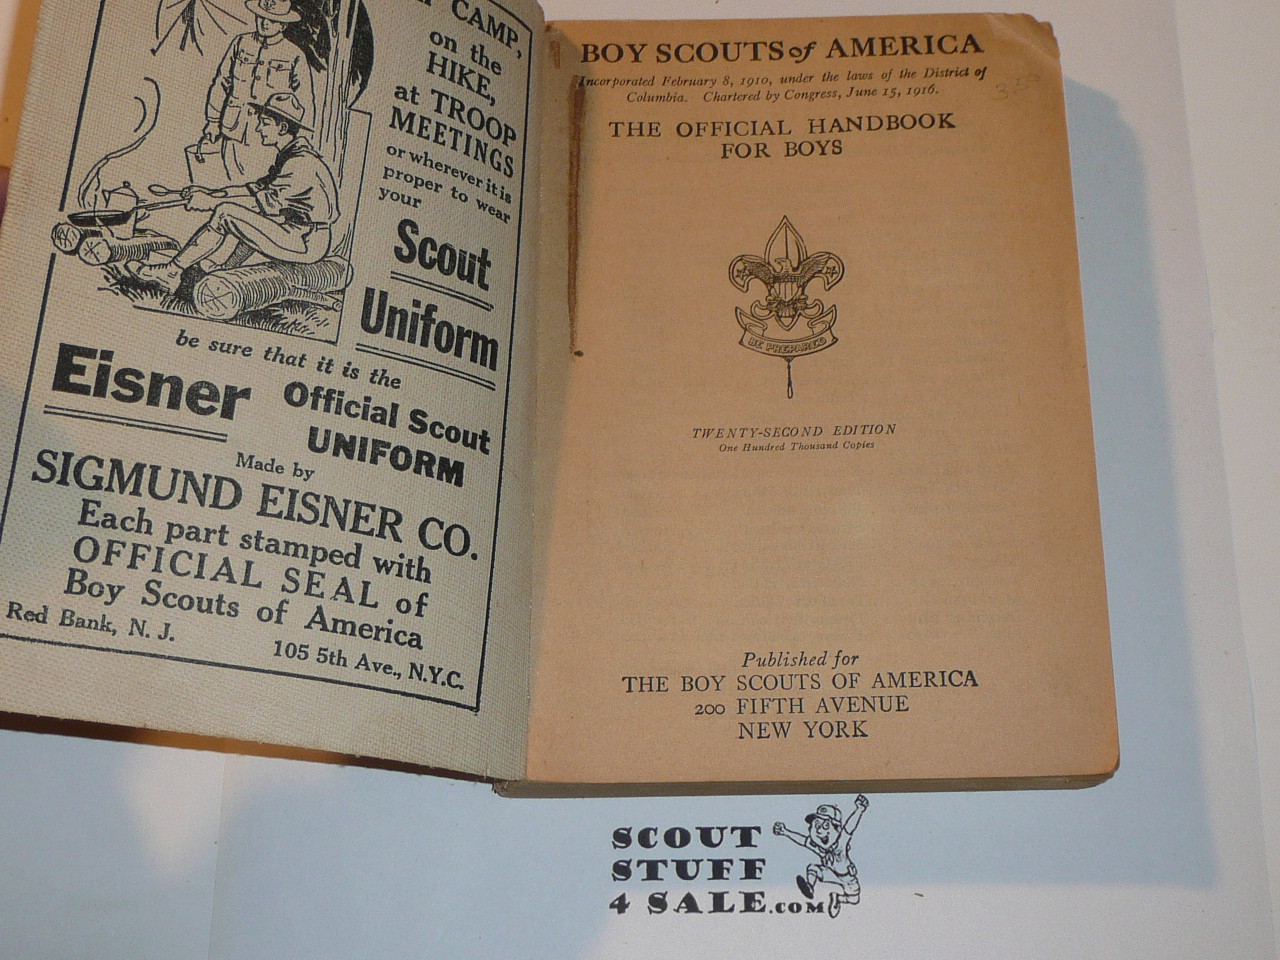 CAMP,
on the
HIKE,
at TROOP
MEETINGS
or wherever it is
proper to wear
your
Scout
Uniform
be sure that it is the
Eisner Official Scout
UNIFORM
Made by
SIGMUND EISNER CO.
Each part stamped with
OFFICIAL SEAL of
Boy Scouts of America
Red Bank, N. J.
105 5th Ave., N.Y.C.
BOY SCOUTS of AMERICA
Incorporated February 8, 1910, under the laws of the District of
Columbia. Chartered by Congress, June 15, 1916.
THE OFFICIAL HANDBOOK
FOR BOYS
BE PREPARED
TWENTY-SECOND EDITION
One Hundred Thousand Copies
Published for
THE BOY SCOUTS OF AMERICA
200 FIFTH AVENUE
NEW YORK
SCOUT
STUFF
4 SALE.COM